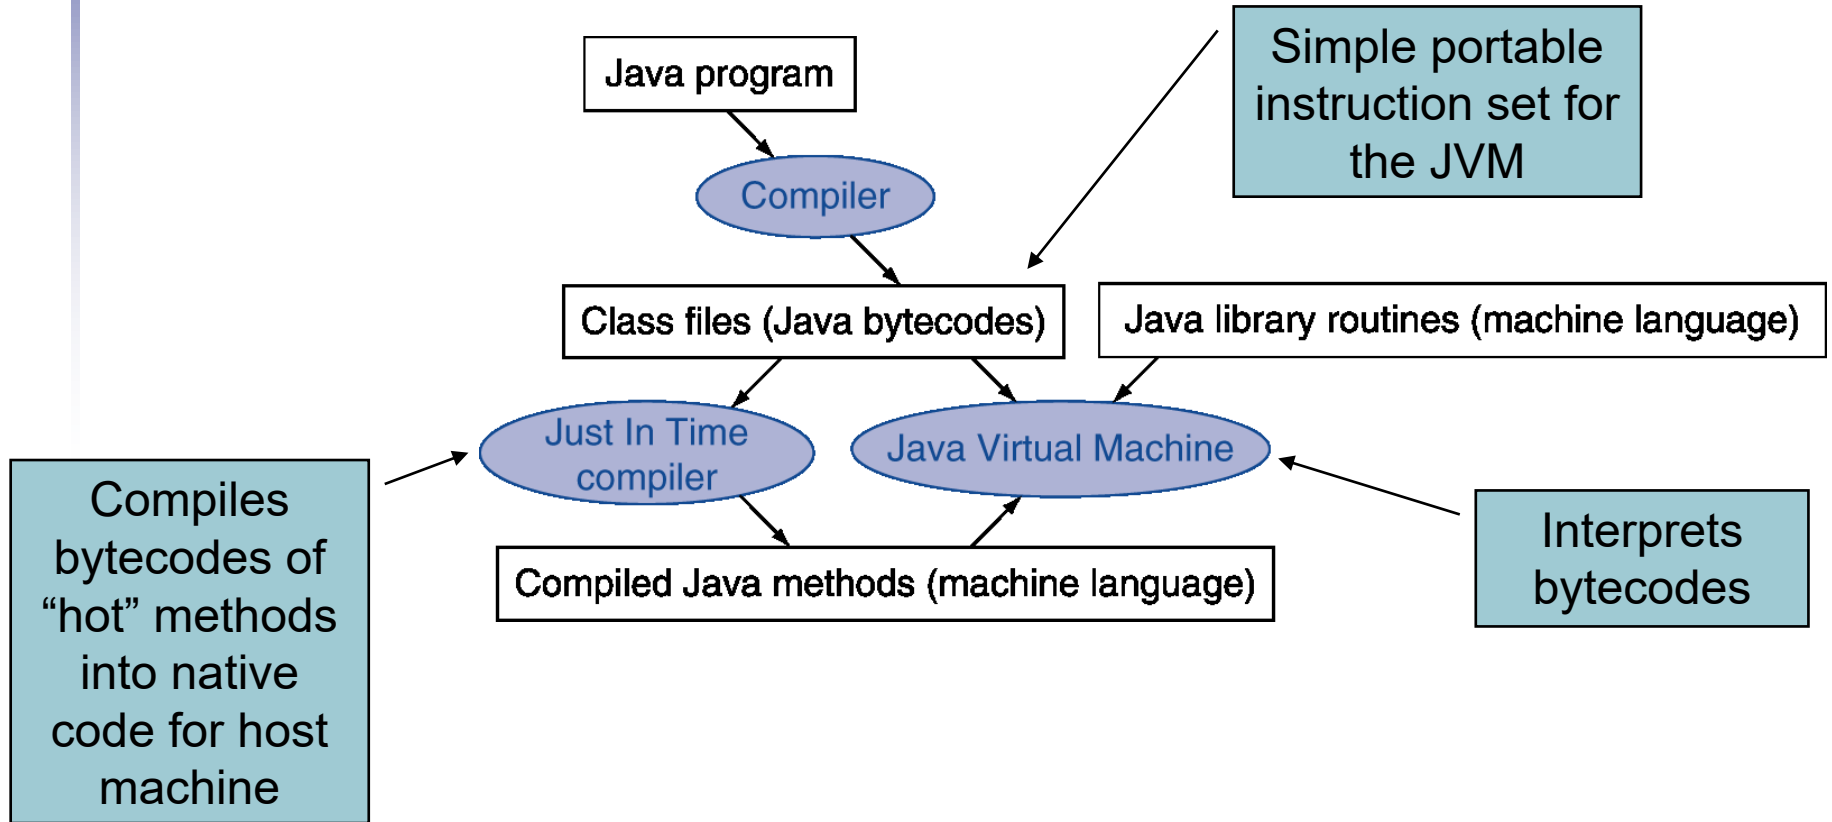 Java program
Simple portable
instruction set for
the JVM
Compiler
Class files (Java bytecodes)
Java library routines (machine language)
Just In Time
compiler
Java Virtual Machine
Compiles
bytecodes of
“hot” methods
into native
code for host
machine
Interprets
bytecodes
Compiled Java methods (machine language)